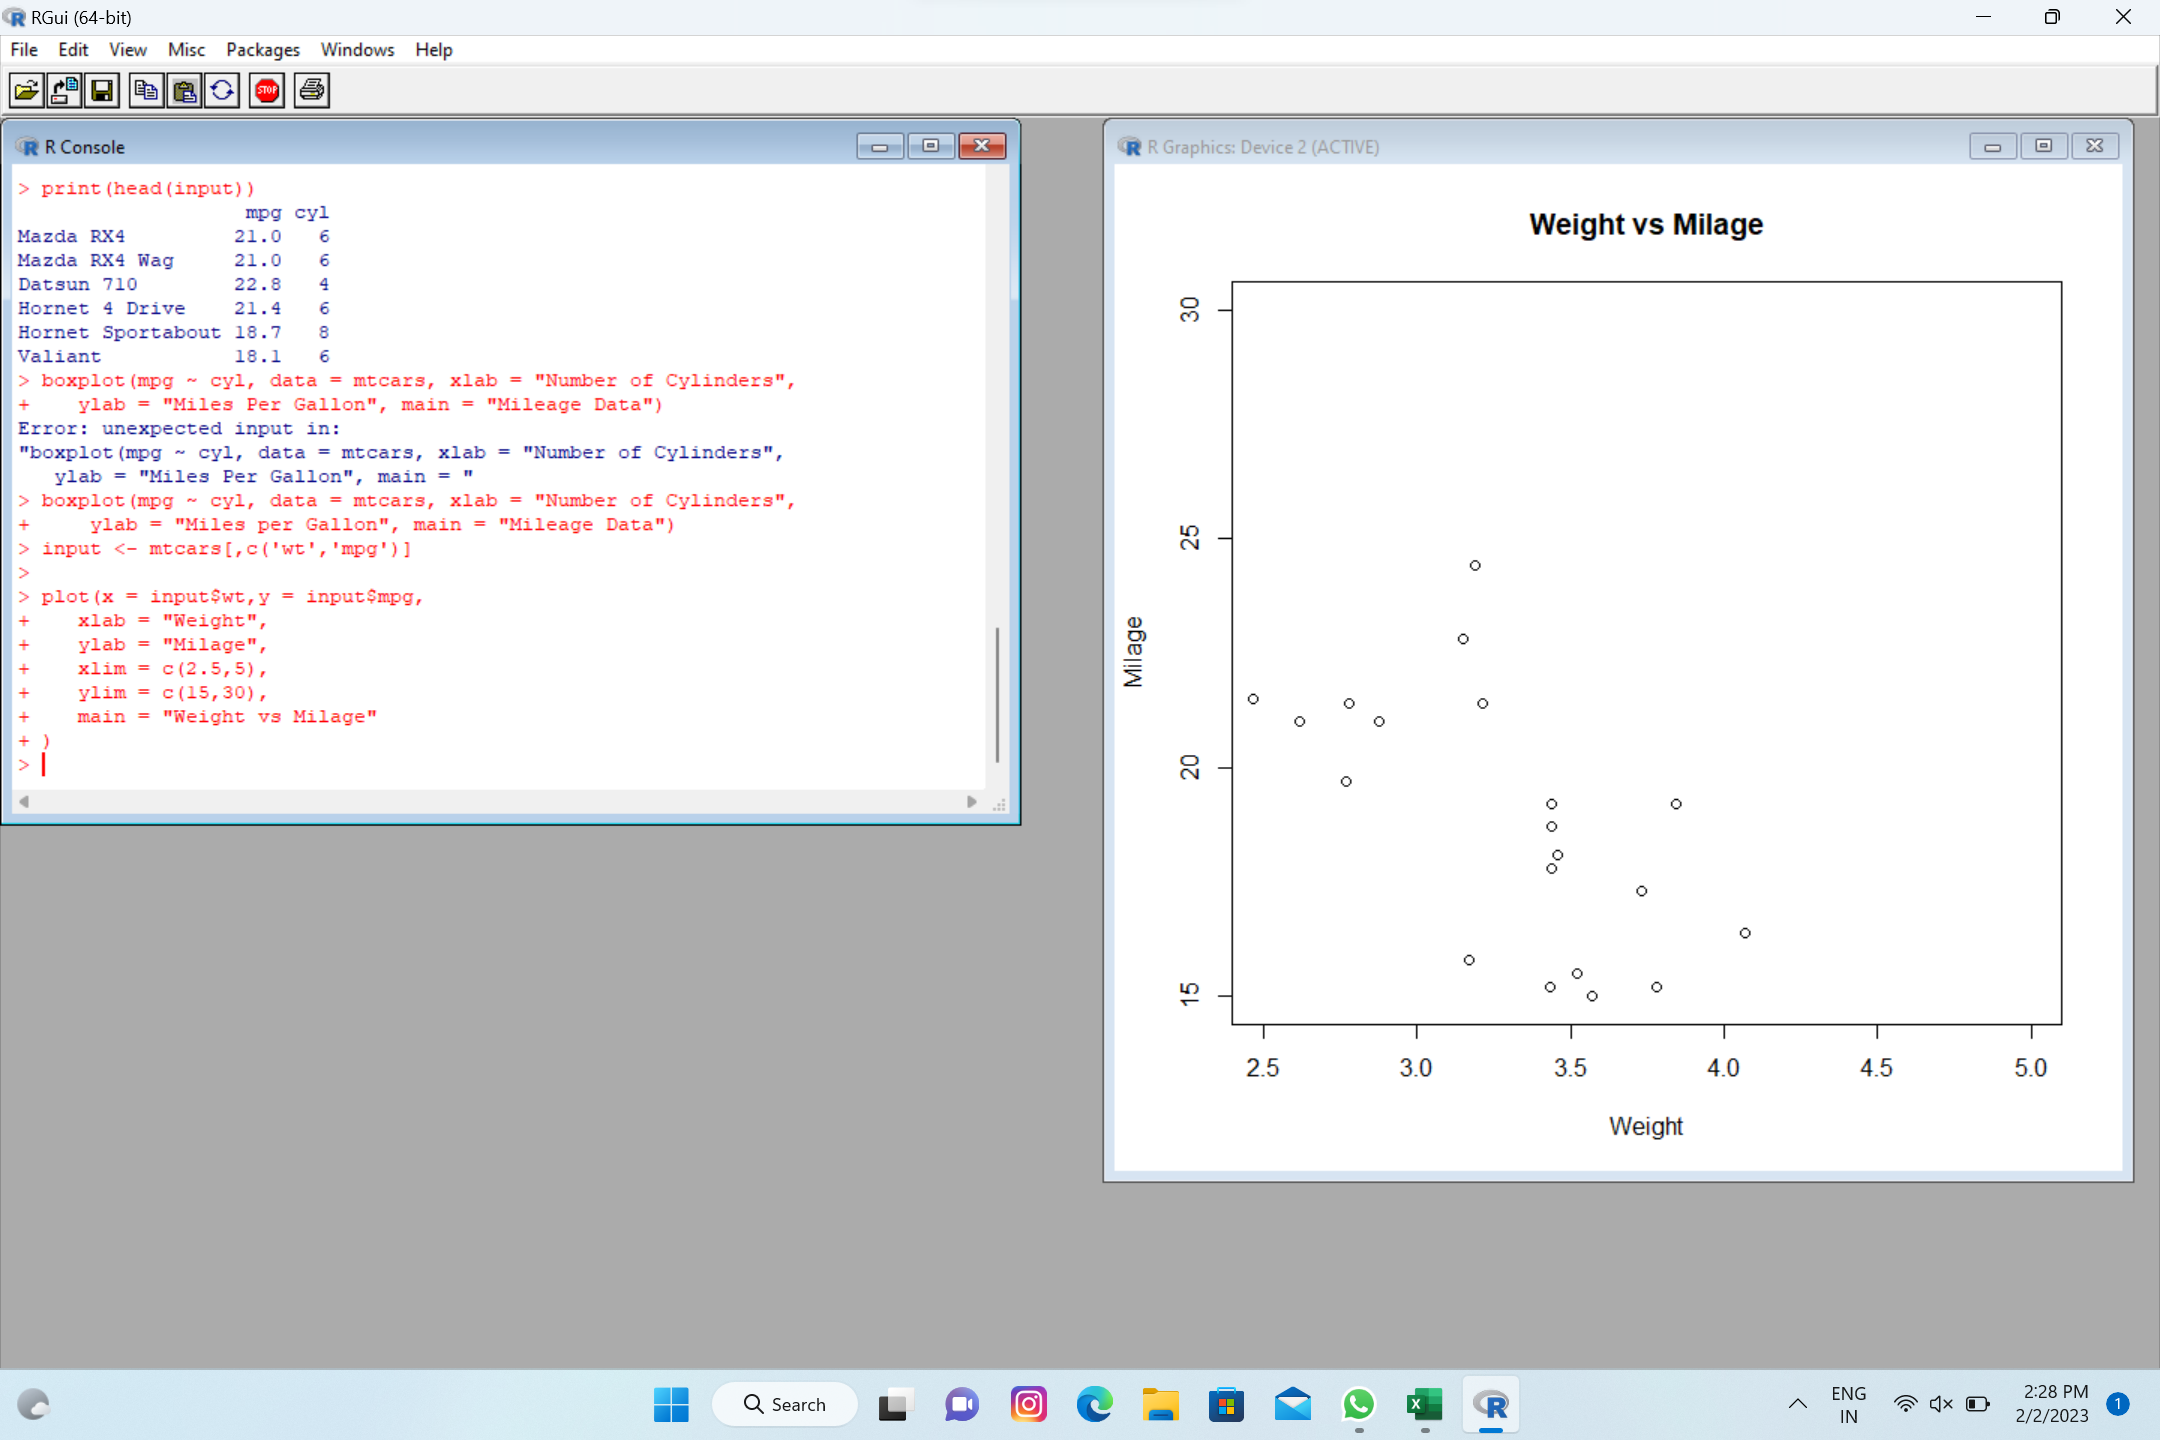 RGui (64-bit)
File Edit View Misc Packages Windows Help
STOP
R Console
> print(head(input))
mpg cyl
Mazda RX4 21.0 6
Mazda RX4 Wag 21.0 6
Datsun 710 22.8 4
Hornet 4 Drive 21.4 6
Hornet Sportabout 18.7 8
Valiant 18.1 6
> boxplot(mpg ~ cyl, data = mtcars, xlab = "Number of Cylinders",
+ ylab = "Miles Per Gallon", main = "Mileage Data")
Error: unexpected input in:
"boxplot(mpg ~ cyl, data = mtcars, xlab = "Number of Cylinders",
ylab = "Miles Per Gallon", main = "
> boxplot(mpg ~ cyl, data = mtcars, xlab = "Number of Cylinders",
+ ylab = "Miles per Gallon", main = "Mileage Data")
> input <- mtcars[,c('wt','mpg')]
>
> plot(x = input$wt,y = input$mpg,
+ xlab = "Weight",
+ ylab = "Milage",
+ xlim = c(2.5,5),
+ ylim = c(15,30),
+ main = "Weight vs Milage"
+ )
>
R Graphics: Device 2 (ACTIVE)
Weight vs Milage
30
25
20
15
Milage
2.5 3.0 3.5 4.0 4.5 5.0
Weight
Search
ENG
IN
2:28 PM
2/2/2023
1